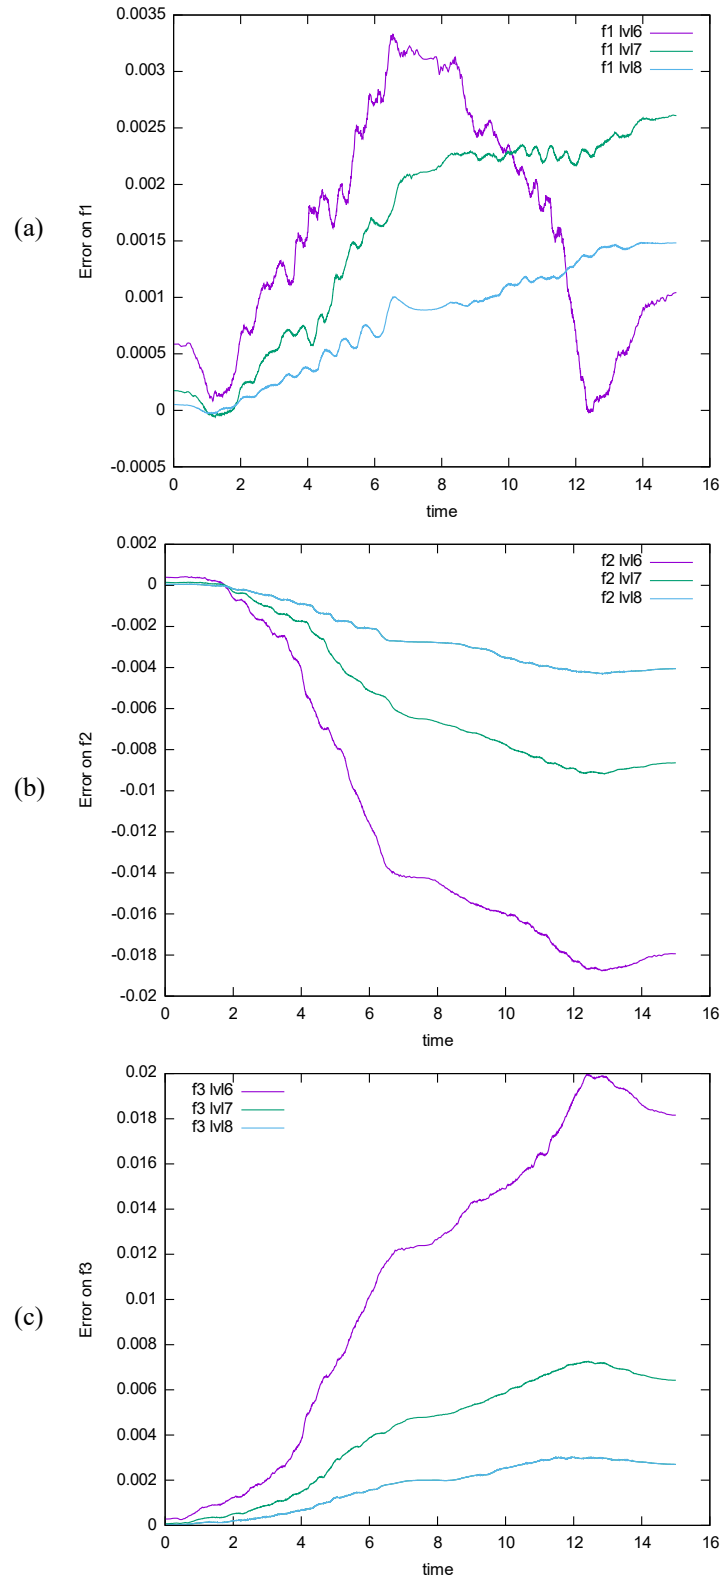 0.0035
0.003
0.0025
0.002
0.0015
0.001
0.0005
0
-0.0005
0 2 4 6 8 10 12 14 16
time
Error on f1
(a)
f1 lvl6
f1 lvl7
f1 lvl8
0.002
0
-0.002
-0.004
-0.006
-0.008
-0.01
-0.012
-0.014
-0.016
-0.018
-0.02
0 2 4 6 8 10 12 14 16
time
Error on f2
(b)
f2 lvl6
f2 lvl7
f2 lvl8
0.02
0.018
0.016
0.014
0.012
0.01
0.008
0.006
0.004
0.002
0
0 2 4 6 8 10 12 14 16
time
Error on f3
(c)
f3 lvl6
f3 lvl7
f3 lvl8